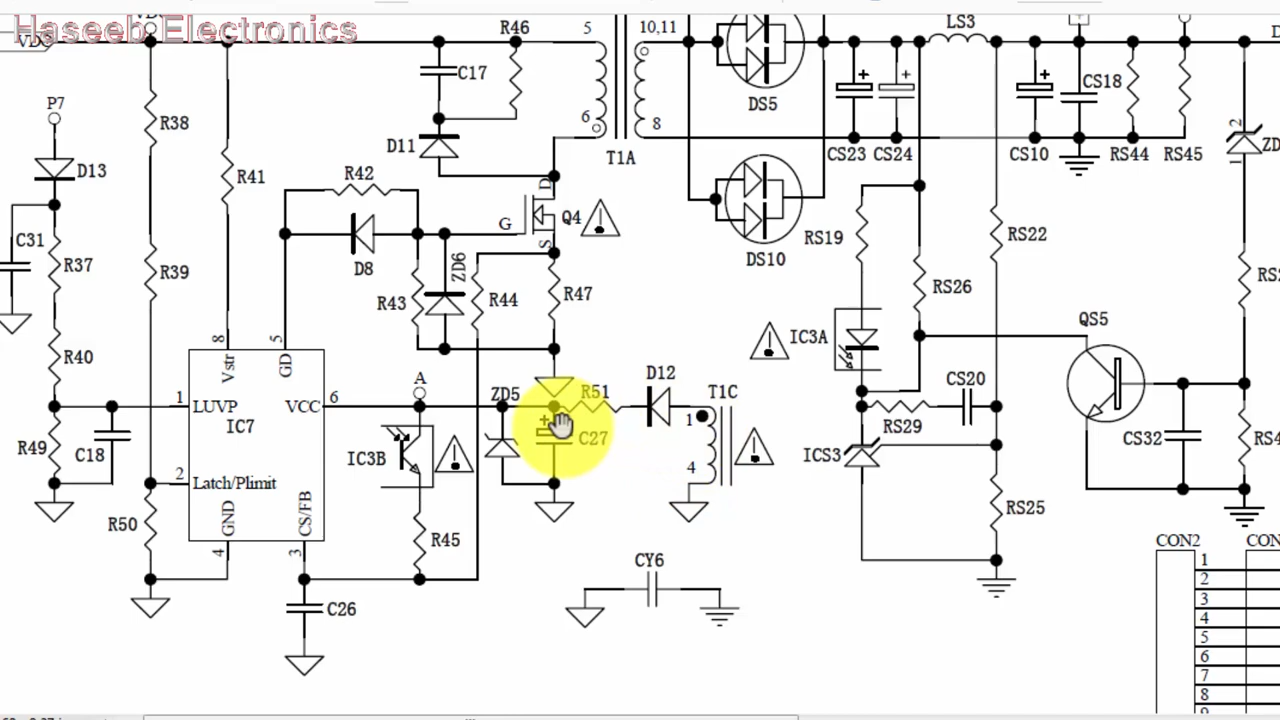 Haseeb Electronics
R46
5
10,11
LS3
C17
R38
P7
6
8
DS5
CS23
CS24
CS10
CS18
RS44
RS45
2
ZD
1
D11
T1A
D13
R41
R42
D
G
Q4
S
C31
R37
R39
D8
ZD6
R43
R44
R47
DS10
RS19
RS22
RS26
R40
8
5
Vstr
GD
A
IC3A
QS5
1
LUVP
VCC
6
IC7
ZD5
R51
D12
T1C
1
4
C27
CS20
RS29
R49
C18
2
Latch/Plimit
IC3B
ICS3
CS32
R50
GND
CS/FB
4
3
R45
RS25
C26
CY6
CON2
CON
1
2
3
4
5
6
7
8